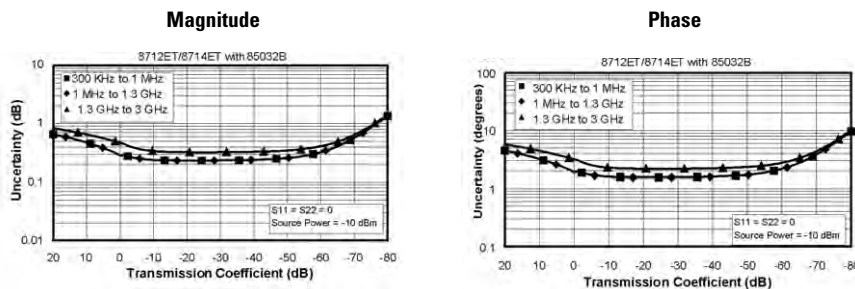 Magnitude
8712ET/8714ET with 85032B
10
1
0.1
0.01
Uncertainty (dB)
300 KHz to 1 MHz
1 MHz to 1.3 GHz
1.3 GHz to 3 GHz
S11 = S22 = 0
Source Power = -10 dBm
20 10 0 -10 -20 -30 -40 -50 -60 -70 -80
Transmission Coefficient (dB)
Phase
8712ET/8714ET with 85032B
100
10
1
0.1
Uncertainty (degrees)
300 KHz to 1 MHz
1 MHz to 1.3 GHz
1.3 GHz to 3 GHz
S11 = S22 = 0
Source Power = -10 dBm
20 10 0 -10 -20 -30 -40 -50 -60 -70 -80
Transmission Coefficient (dB)